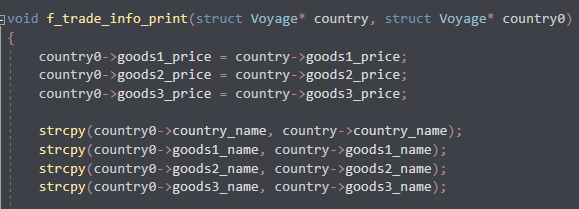 void f_trade_info_print(struct Voyage* country, struct Voyage* country0)
{
country0->goods1_price = country->goods1_price;
country0->goods2_price = country->goods2_price;
country0->goods3_price = country->goods3_price;
strcpy(country0->country_name, country->country_name);
strcpy(country0->goods1_name, country->goods1_name);
strcpy(country0->goods2_name, country->goods2_name);
strcpy(country0->goods3_name, country->goods3_name);